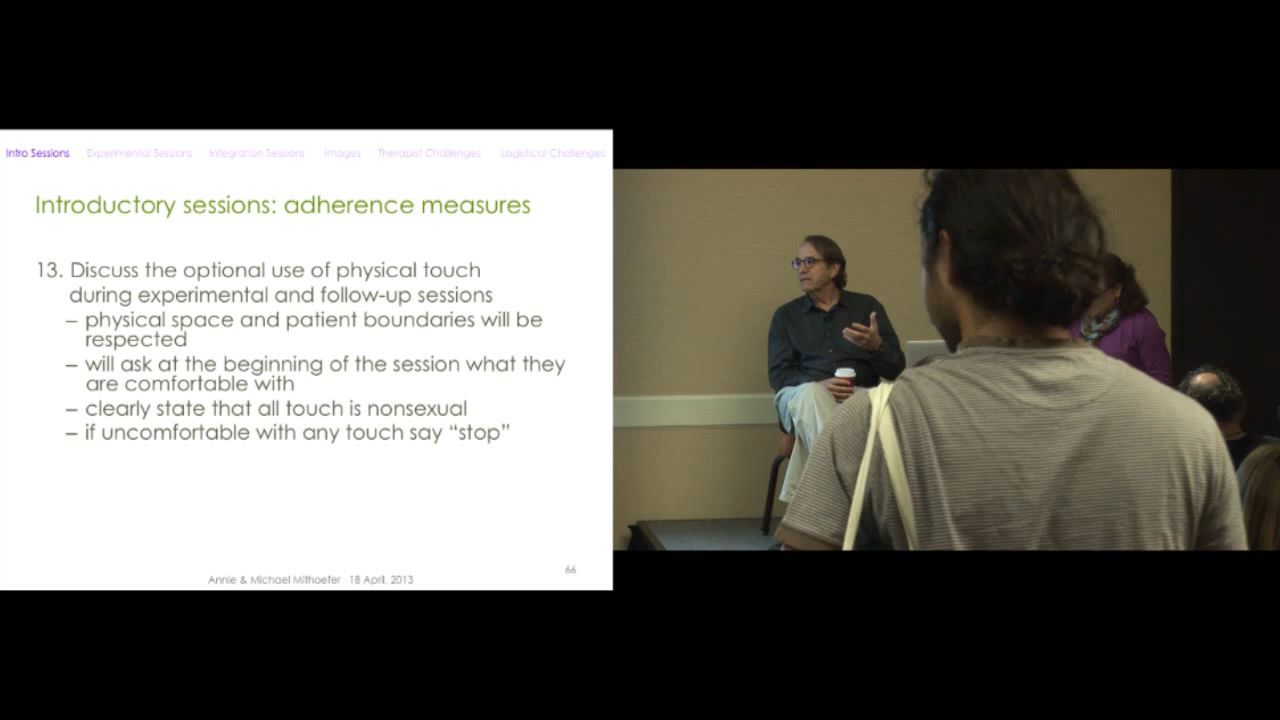 Intro Sessions Experimental Sessions Integration Sessions Images Therapist Challenges Logistical Challenges
Introductory sessions: adherence measures
13. Discuss the optional use of physical touch
during experimental and follow-up sessions
– physical space and patient boundaries will be
respected
– will ask at the beginning of the session what they
are comfortable with
– clearly state that all touch is nonsexual
– if uncomfortable with any touch say “stop”
66
Annie & Michael Mithoefer 18 April, 2013